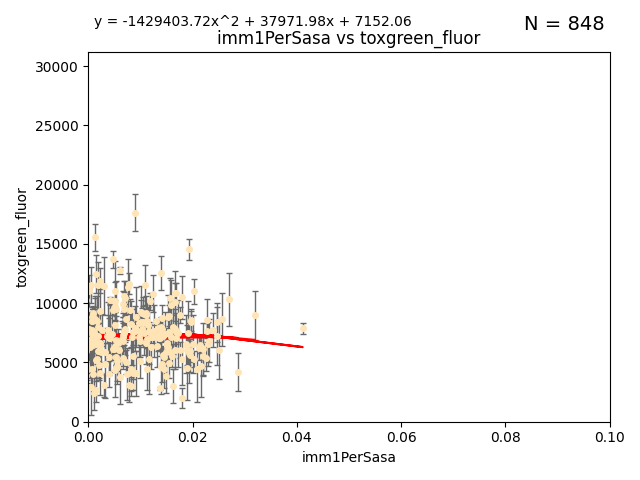 y = -1429403.72x^2 + 37971.98x + 7152.06
N = 848
imm1PerSasa vs toxgreen_fluor
30000
25000
20000
15000
10000
5000
0
toxgreen_fluor
0.00 0.02 0.04 0.06 0.08 0.10
imm1PerSasa